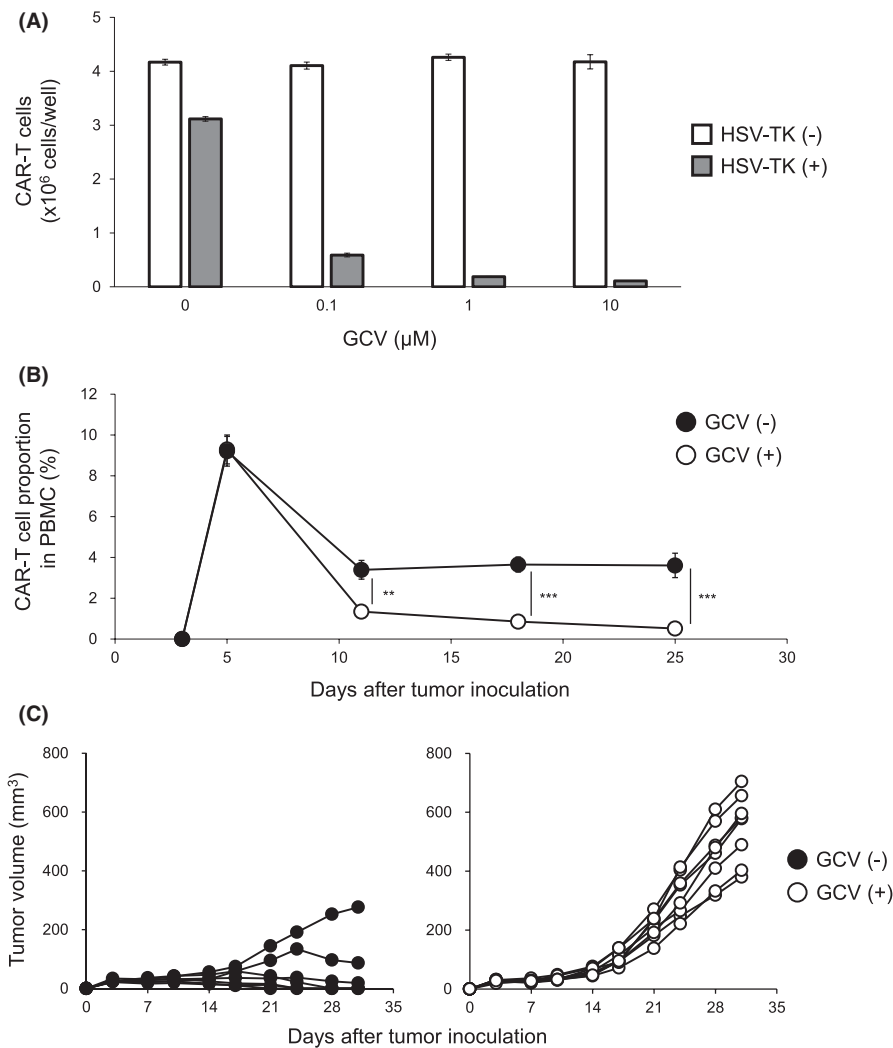 (A)
5
4
3
2
1
0
CAR-T cells
(x10⁶ cells/well)
0 0.1 1 10
GCV (μM)
HSV-TK (-)
HSV-TK (+)
(B)
12
10
8
6
4
2
0
CAR-T cell proportion
in PBMC (%)
** *** ***
0 5 10 15 20 25 30
Days after tumor inoculation
GCV (-)
GCV (+)
(C)
800
600
400
200
0
Tumor volume (mm³)
0 7 14 21 28 35
800
600
400
200
0
0 7 14 21 28 35
Days after tumor inoculation
GCV (-)
GCV (+)